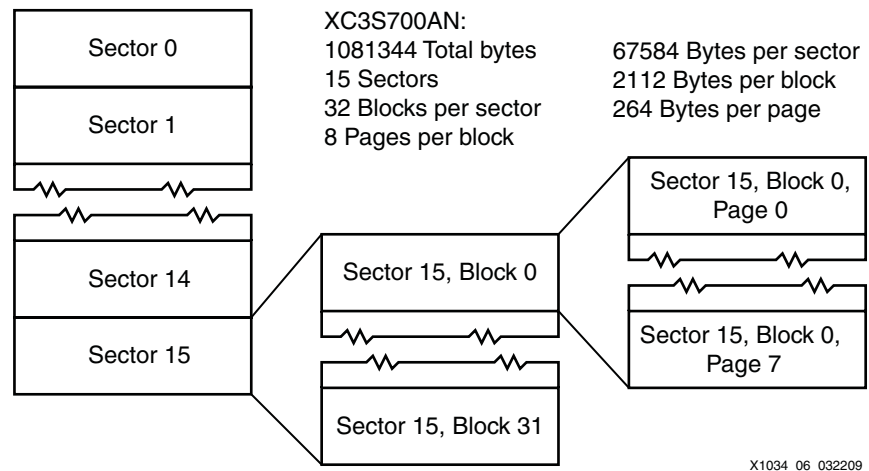 Sector 0
Sector 1
Sector 14
Sector 15
XC3S700AN:
1081344 Total bytes
15 Sectors
32 Blocks per sector
8 Pages per block
67584 Bytes per sector
2112 Bytes per block
264 Bytes per page
Sector 15, Block 0
Sector 15, Block 31
Sector 15, Block 0,
Page 0
Sector 15, Block 0,
Page 7
X1034_06_032209